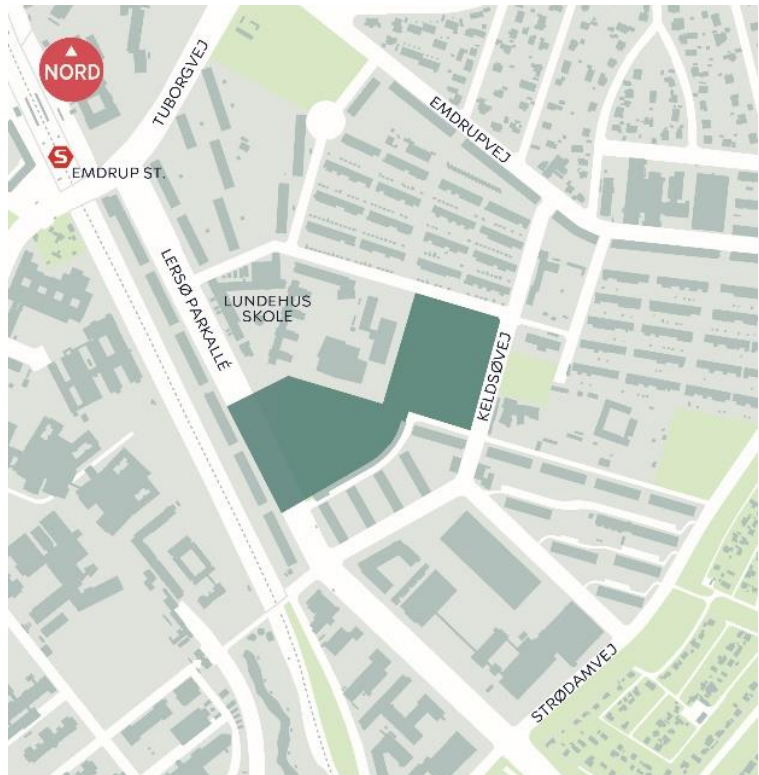 NORD
TUBORGVEJ
EMDRUPVEJ
S
EMDRUP ST.
LERSØ PARKALLÉ
LUNDEHUS
SKOLE
KELDSØVEJ
STRØDAMVEJ